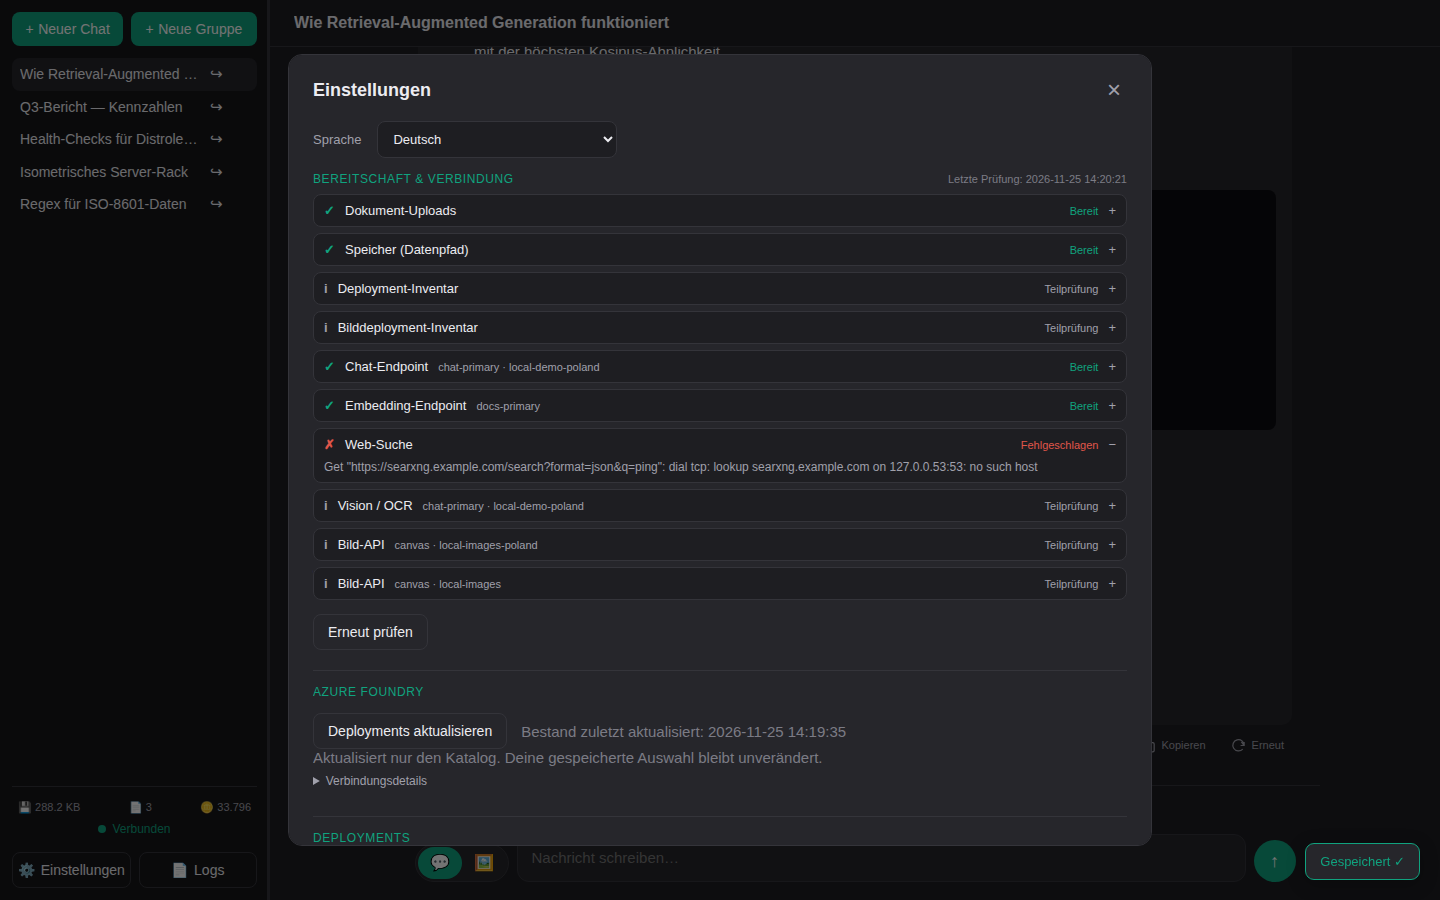 + Neuer Chat
+ Neue Gruppe
Wie Retrieval-Augmented …
Q3-Bericht — Kennzahlen
Health-Checks für Distrole…
Isometrisches Server-Rack
Regex für ISO-8601-Daten
288.2 KB
3
33.796
Verbunden
Einstellungen
Logs
Wie Retrieval-Augmented Generation funktioniert
mit der höchsten Kosinus-Ähnlichkeit
Einstellungen
Sprache
Deutsch
BEREITSCHAFT & VERBINDUNG
Letzte Prüfung: 2026-11-25 14:20:21
✓ Dokument-Uploads Bereit +
✓ Speicher (Datenpfad) Bereit +
i Deployment-Inventar Teilprüfung +
i Bilddeployment-Inventar Teilprüfung +
✓ Chat-Endpoint chat-primary · local-demo-poland Bereit +
✓ Embedding-Endpoint docs-primary Bereit +
✗ Web-Suche Fehlgeschlagen −
Get "https://searxng.example.com/search?format=json&q=ping": dial tcp: lookup searxng.example.com on 127.0.0.53:53: no such host
i Vision / OCR chat-primary · local-demo-poland Teilprüfung +
i Bild-API canvas · local-images-poland Teilprüfung +
i Bild-API canvas · local-images Teilprüfung +
Erneut prüfen
AZURE FOUNDRY
Deployments aktualisieren
Bestand zuletzt aktualisiert: 2026-11-25 14:19:35
Aktualisiert nur den Katalog. Deine gespeicherte Auswahl bleibt unverändert.
Verbindungsdetails
DEPLOYMENTS
Kopieren
Erneut
Nachricht schreiben…
Gespeichert ✓